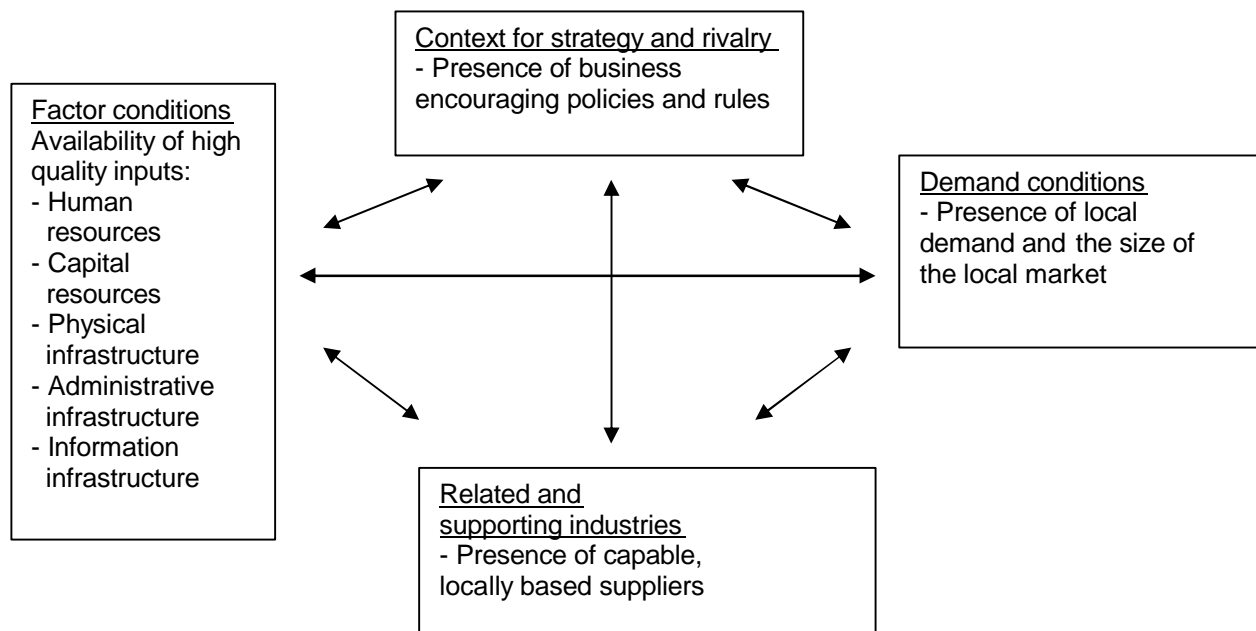 Context for strategy and rivalry
- Presence of business
encouraging policies and rules
Factor conditions
Availability of high
quality inputs:
- Human
resources
- Capital
resources
- Physical
infrastructure
- Administrative
infrastructure
- Information
infrastructure
Demand conditions
- Presence of local
demand and the size of
the local market
Related and
supporting industries
- Presence of capable,
locally based suppliers